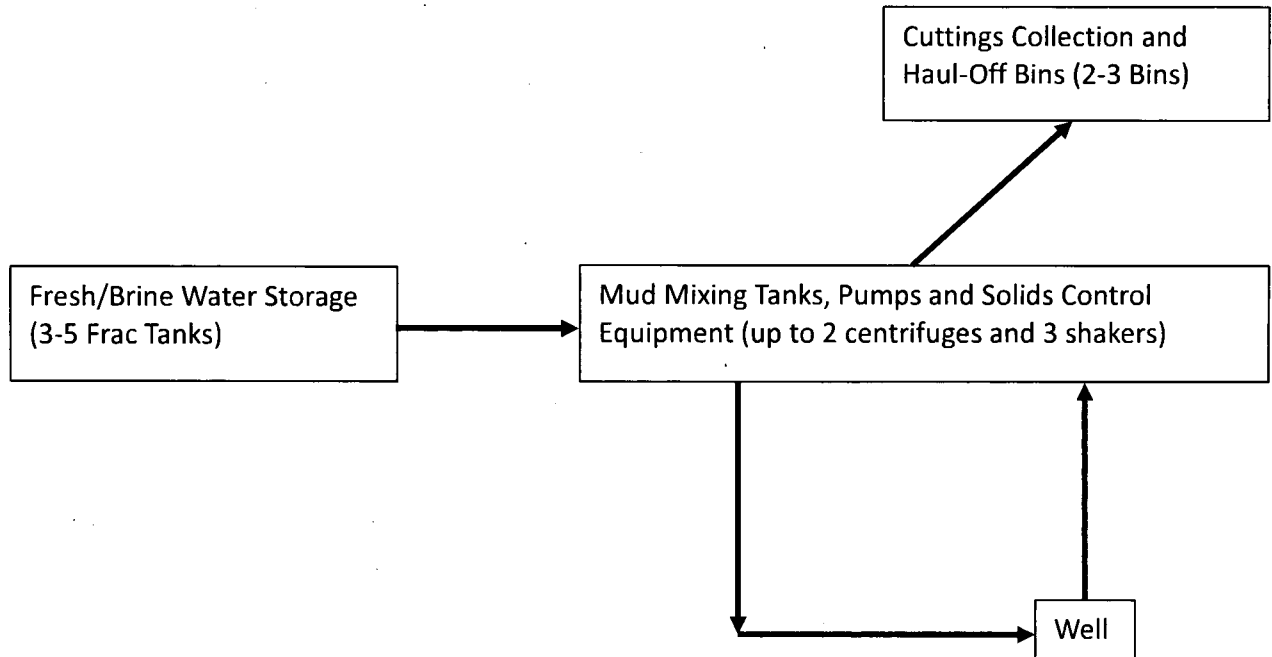 Cuttings Collection and
Haul-Off Bins (2-3 Bins)
Fresh/Brine Water Storage
(3-5 Frac Tanks)
Mud Mixing Tanks, Pumps and Solids Control
Equipment (up to 2 centrifuges and 3 shakers)
Well